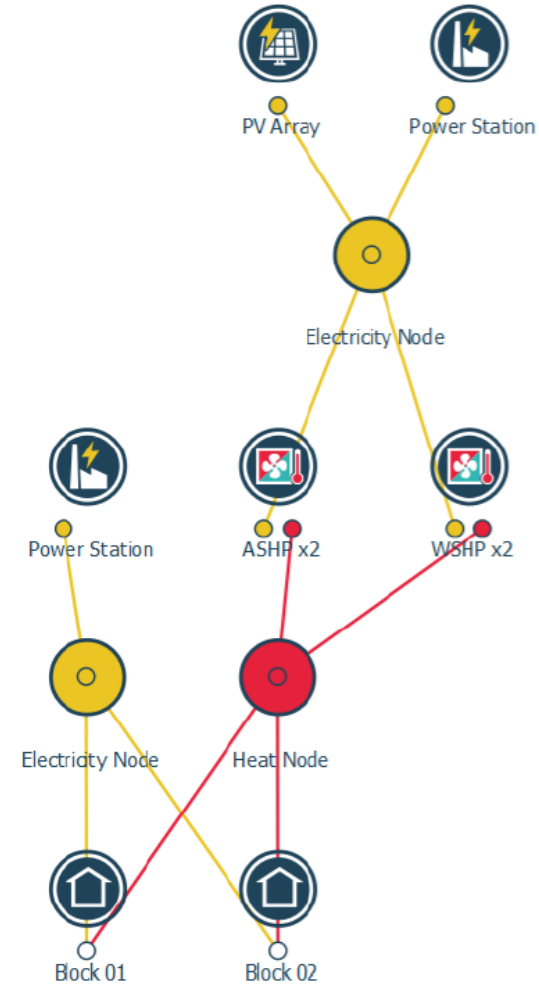 PV Array
Power Station
Electricity Node
Power Station
ASHP x2
WSHP x2
Electricity Node
Heat Node
Block 01
Block 02